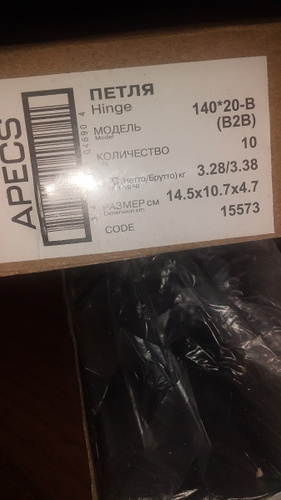 APECS
ПЕТЛЯ
Hinge
140*20-B
(B2B)
МОДЕЛЬ
Model
КОЛИЧЕСТВО
10
(Нетто/Брутто) кг
3.28/3.38
РАЗМЕР см
Dimension cm
14.5x10.7x4.7
15573
CODE